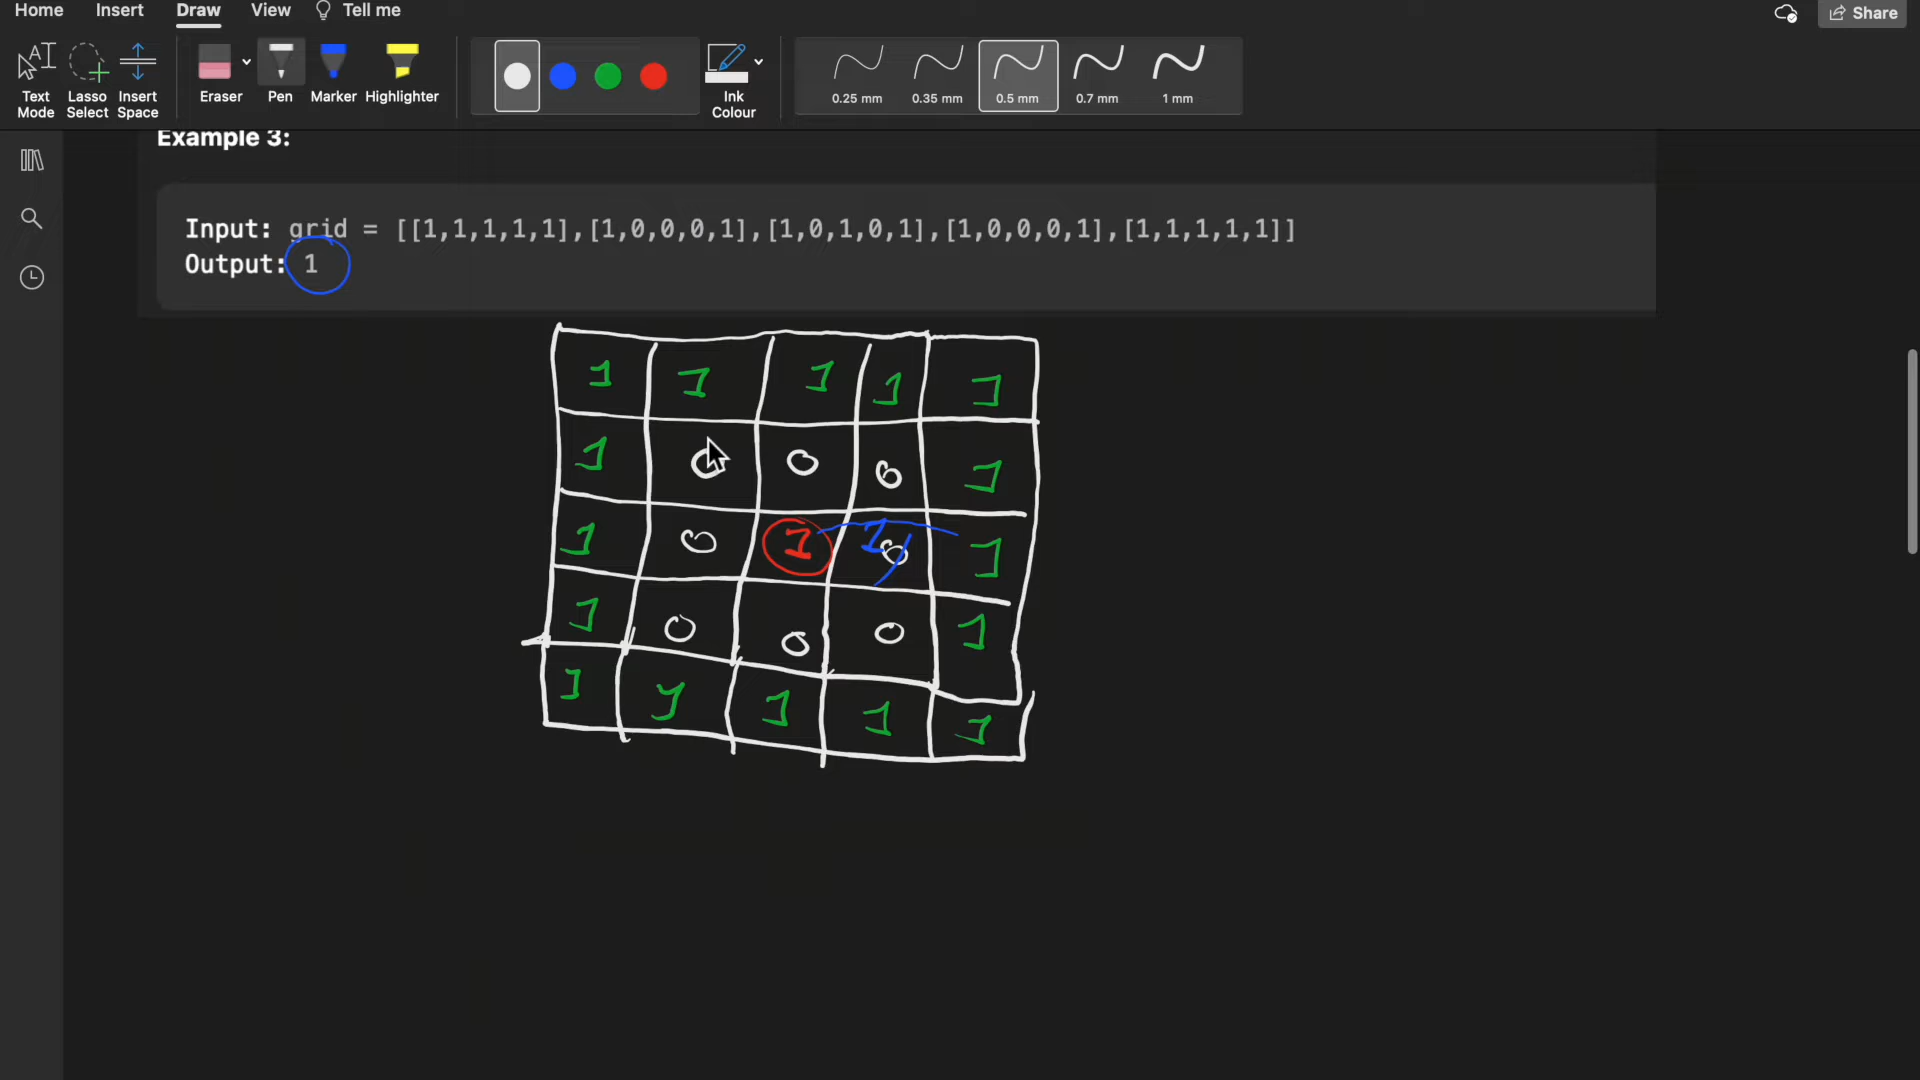 Home Insert Draw View Tell me Share
Text Mode Lasso Select Insert Space Eraser Pen Marker Highlighter Ink Colour 0.25 mm 0.35 mm 0.5 mm 0.7 mm 1 mm
Example 3:
Input: grid = [[1,1,1,1,1],[1,0,0,0,1],[1,0,1,0,1],[1,0,0,0,1],[1,1,1,1,1]]
Output: 1
1 1 1 1 1
1 0 0 0 1
1 0 1 1 0 1
1 0 0 0 1
1 1 1 1 1